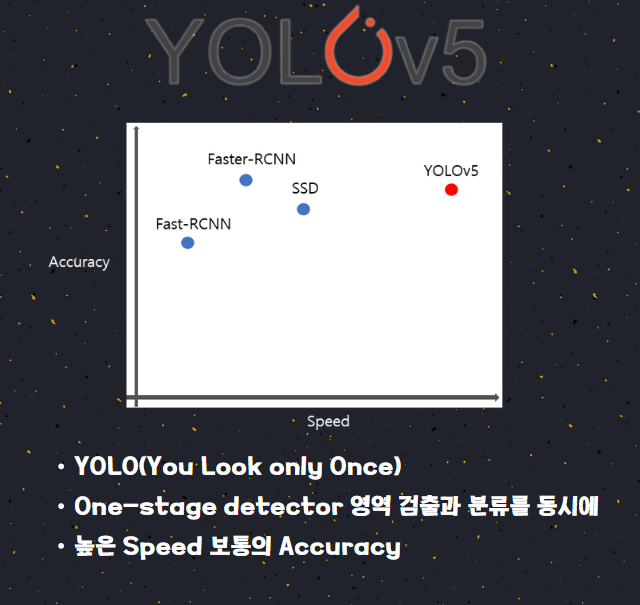 YOLOv5
Faster-RCNN
YOLOv5
SSD
Fast-RCNN
Accuracy
Speed
• YOLO(You Look only Once)
• One-stage detector 영역 검출과 분류를 동시에
• 높은 Speed 보통의 Accuracy